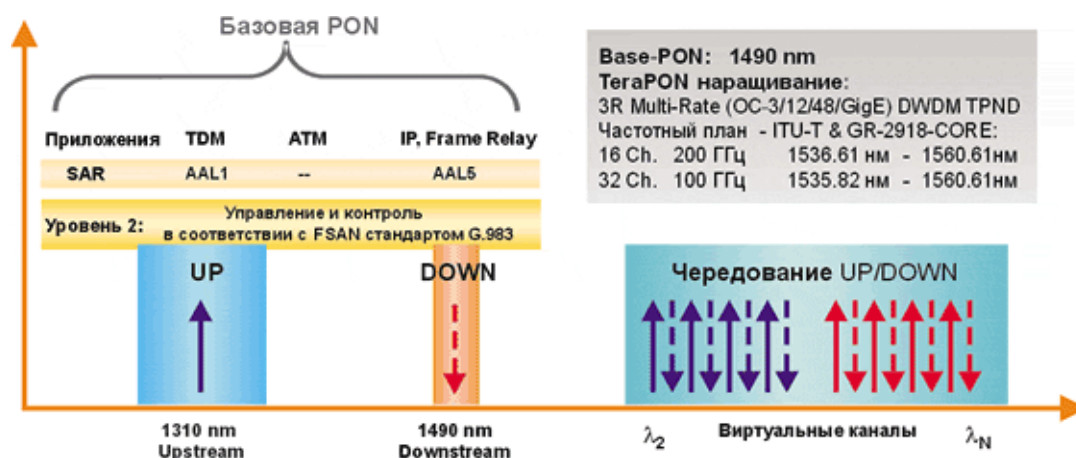 Базовая PON
Приложения TDM ATM IP, Frame Relay
SAR AAL1 -- AAL5
Уровень 2: Управление и контроль
в соответствии с FSAN стандартом G.983
UP
DOWN
1310 nm
Upstream
1490 nm
Downstream
Base-PON: 1490 nm
TeraPON наращивание:
3R Multi-Rate (OC-3/12/48/GigE) DWDM TPND
Частотный план - ITU-T & GR-2918-CORE:
16 Ch. 200 ГГц 1536.61 нм - 1560.61нм
32 Ch. 100 ГГц 1535.82 нм - 1560.61нм
Чередование UP/DOWN
λ2 Виртуальные каналы λN